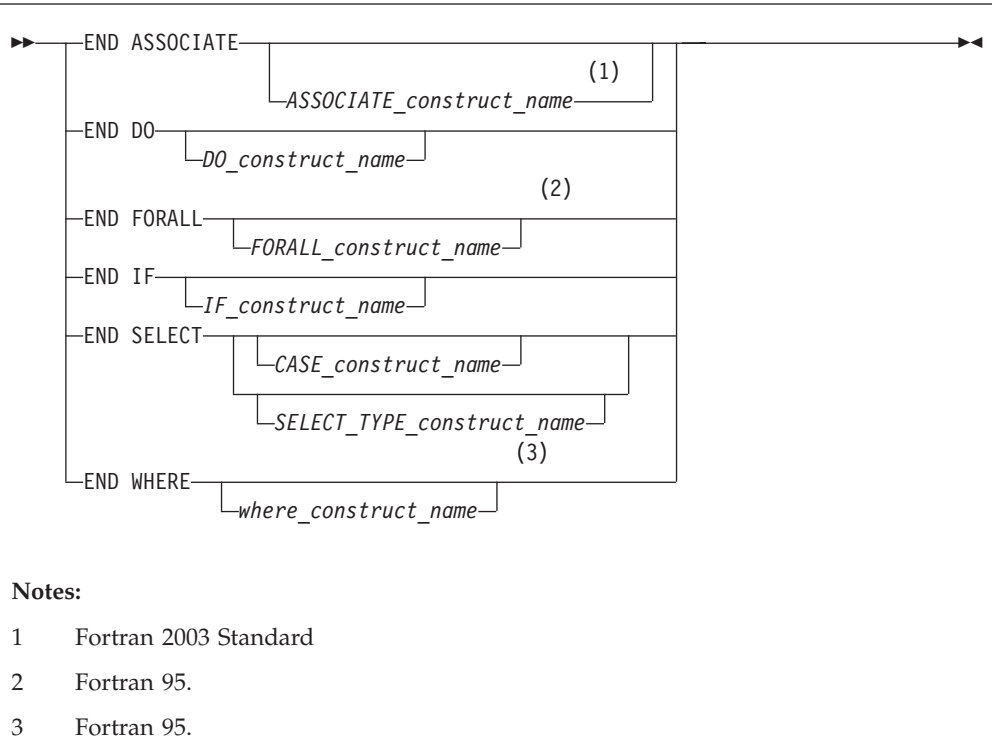 END ASSOCIATE
(1)
ASSOCIATE_construct_name
END DO
DO_construct_name
(2)
END FORALL
FORALL_construct_name
END IF
IF_construct_name
END SELECT
CASE_construct_name
SELECT_TYPE_construct_name
(3)
END WHERE
where_construct_name
Notes:
1 Fortran 2003 Standard
2 Fortran 95.
3 Fortran 95.